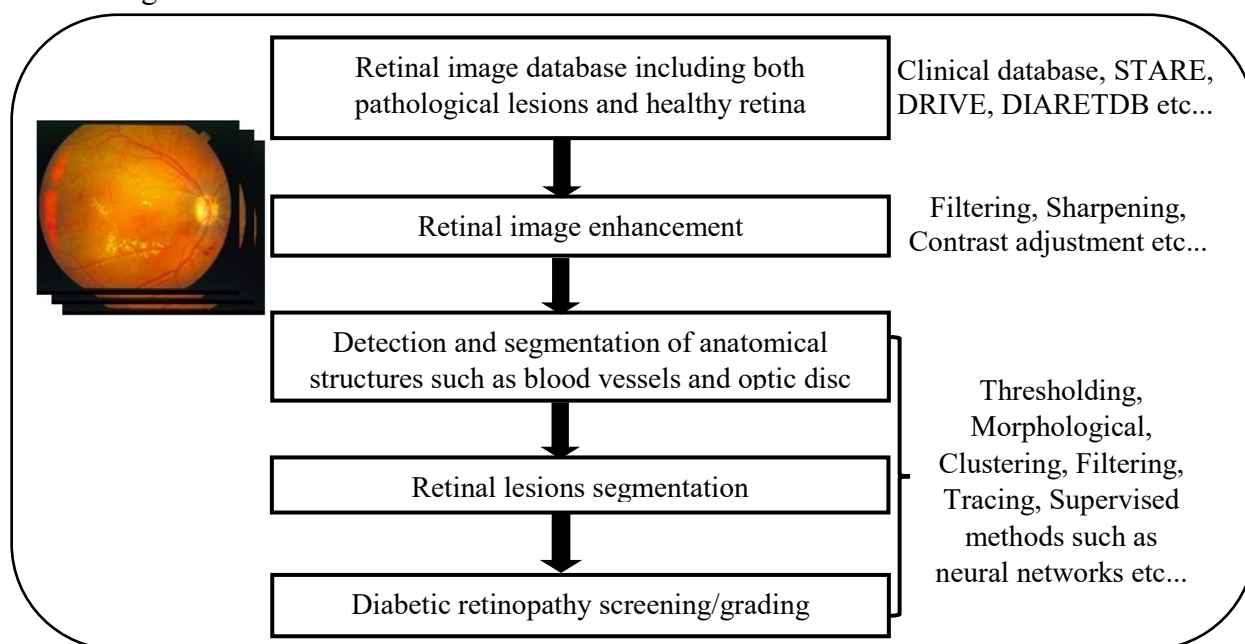 Retinal image database including both
pathological lesions and healthy retina
Clinical database, STARE,
DRIVE, DIARETDB etc...
Retinal image enhancement
Filtering, Sharpening,
Contrast adjustment etc...
Detection and segmentation of anatomical
structures such as blood vessels and optic disc
Retinal lesions segmentation
Diabetic retinopathy screening/grading
Thresholding,
Morphological,
Clustering, Filtering,
Tracing, Supervised
methods such as
neural networks etc...